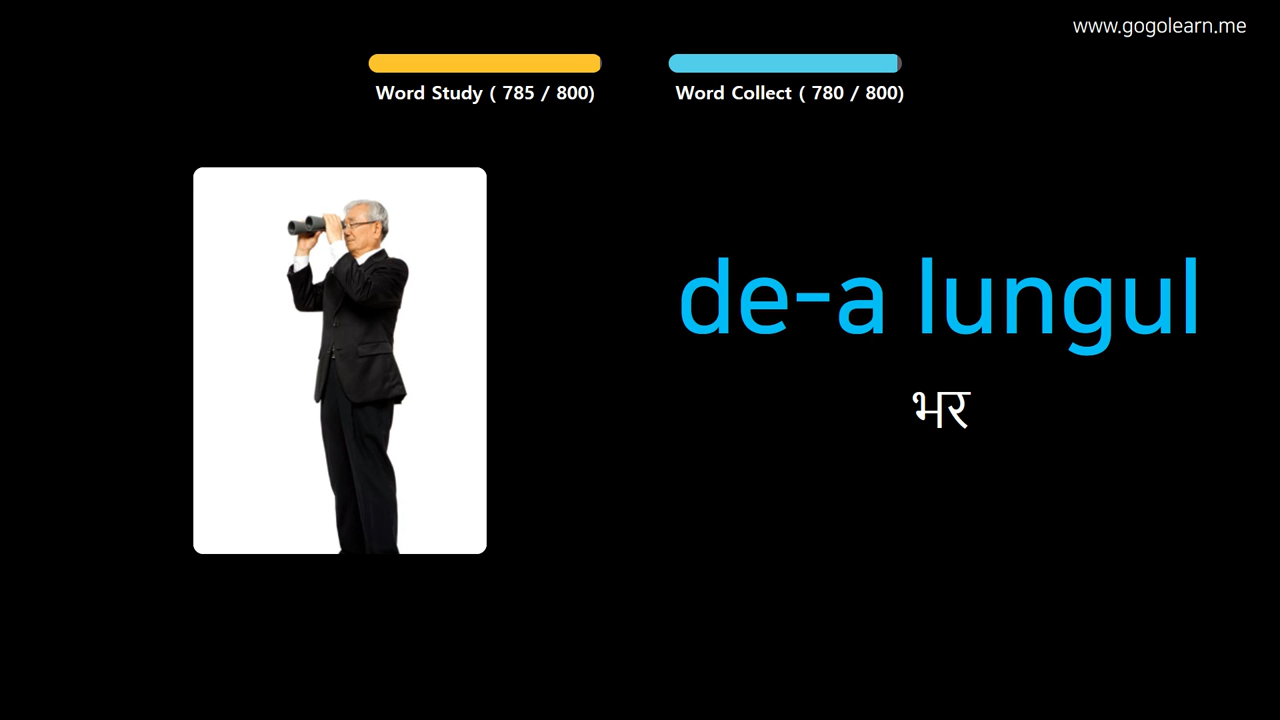 www.gogolearn.me
Word Study ( 785 / 800)
Word Collect ( 780 / 800)
de-a lungul
भर